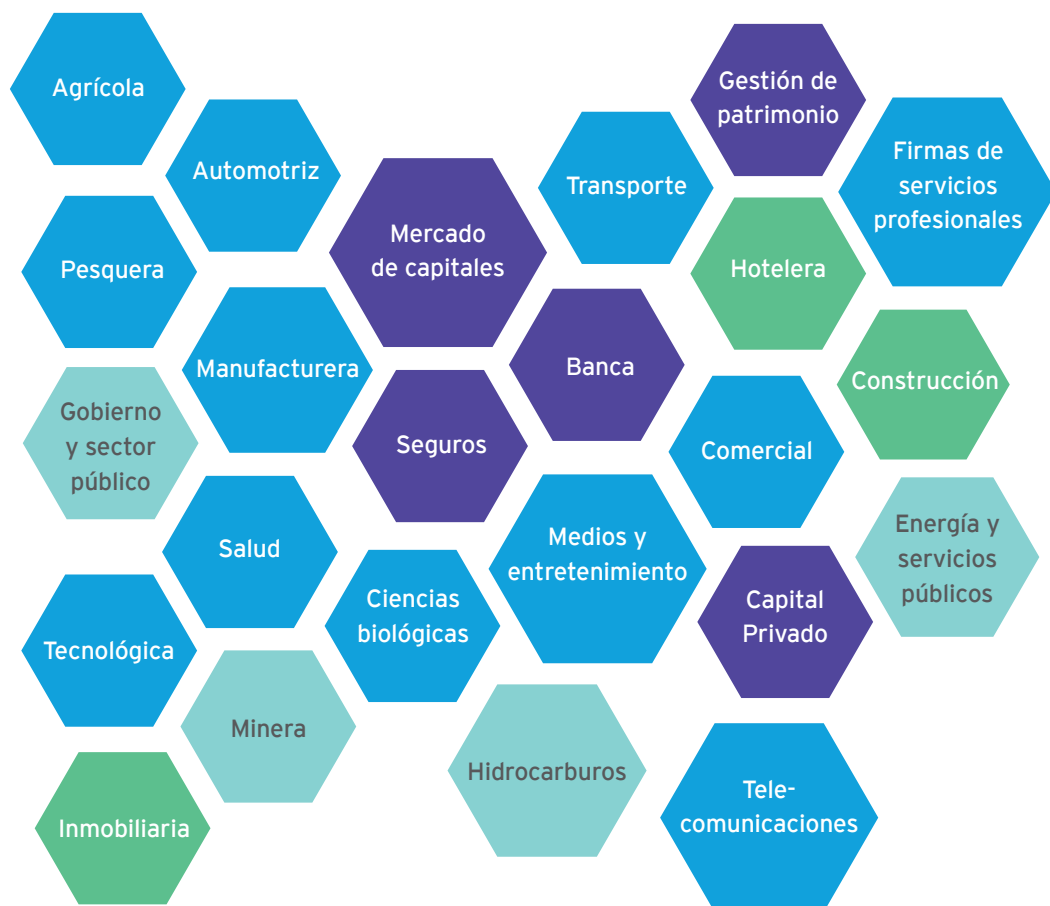 Agrícola
Gestión de
patrimonio
Automotriz
Transporte
Firmas de
servicios
profesionales
Mercado
de capitales
Pesquera
Hotelera
Manufacturera
Banca
Construcción
Gobierno
y sector
público
Seguros
Comercial
Salud
Medios y
entretenimiento
Energía y
servicios
públicos
Ciencias
biológicas
Capital
Privado
Tecnológica
Minera
Hidrocarburos
Tele-
comunicaciones
Inmobiliaria